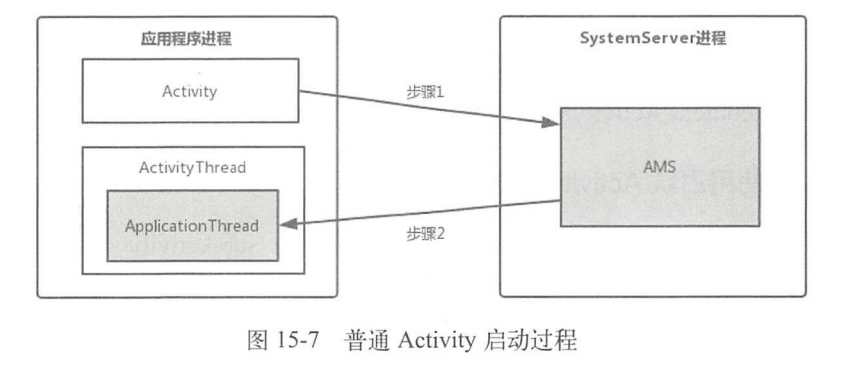 应用程序进程
SystemServer进程
Activity
步骤1
AMS
ActivityThread
ApplicationThread
步骤2
图 15-7 普通 Activity 启动过程